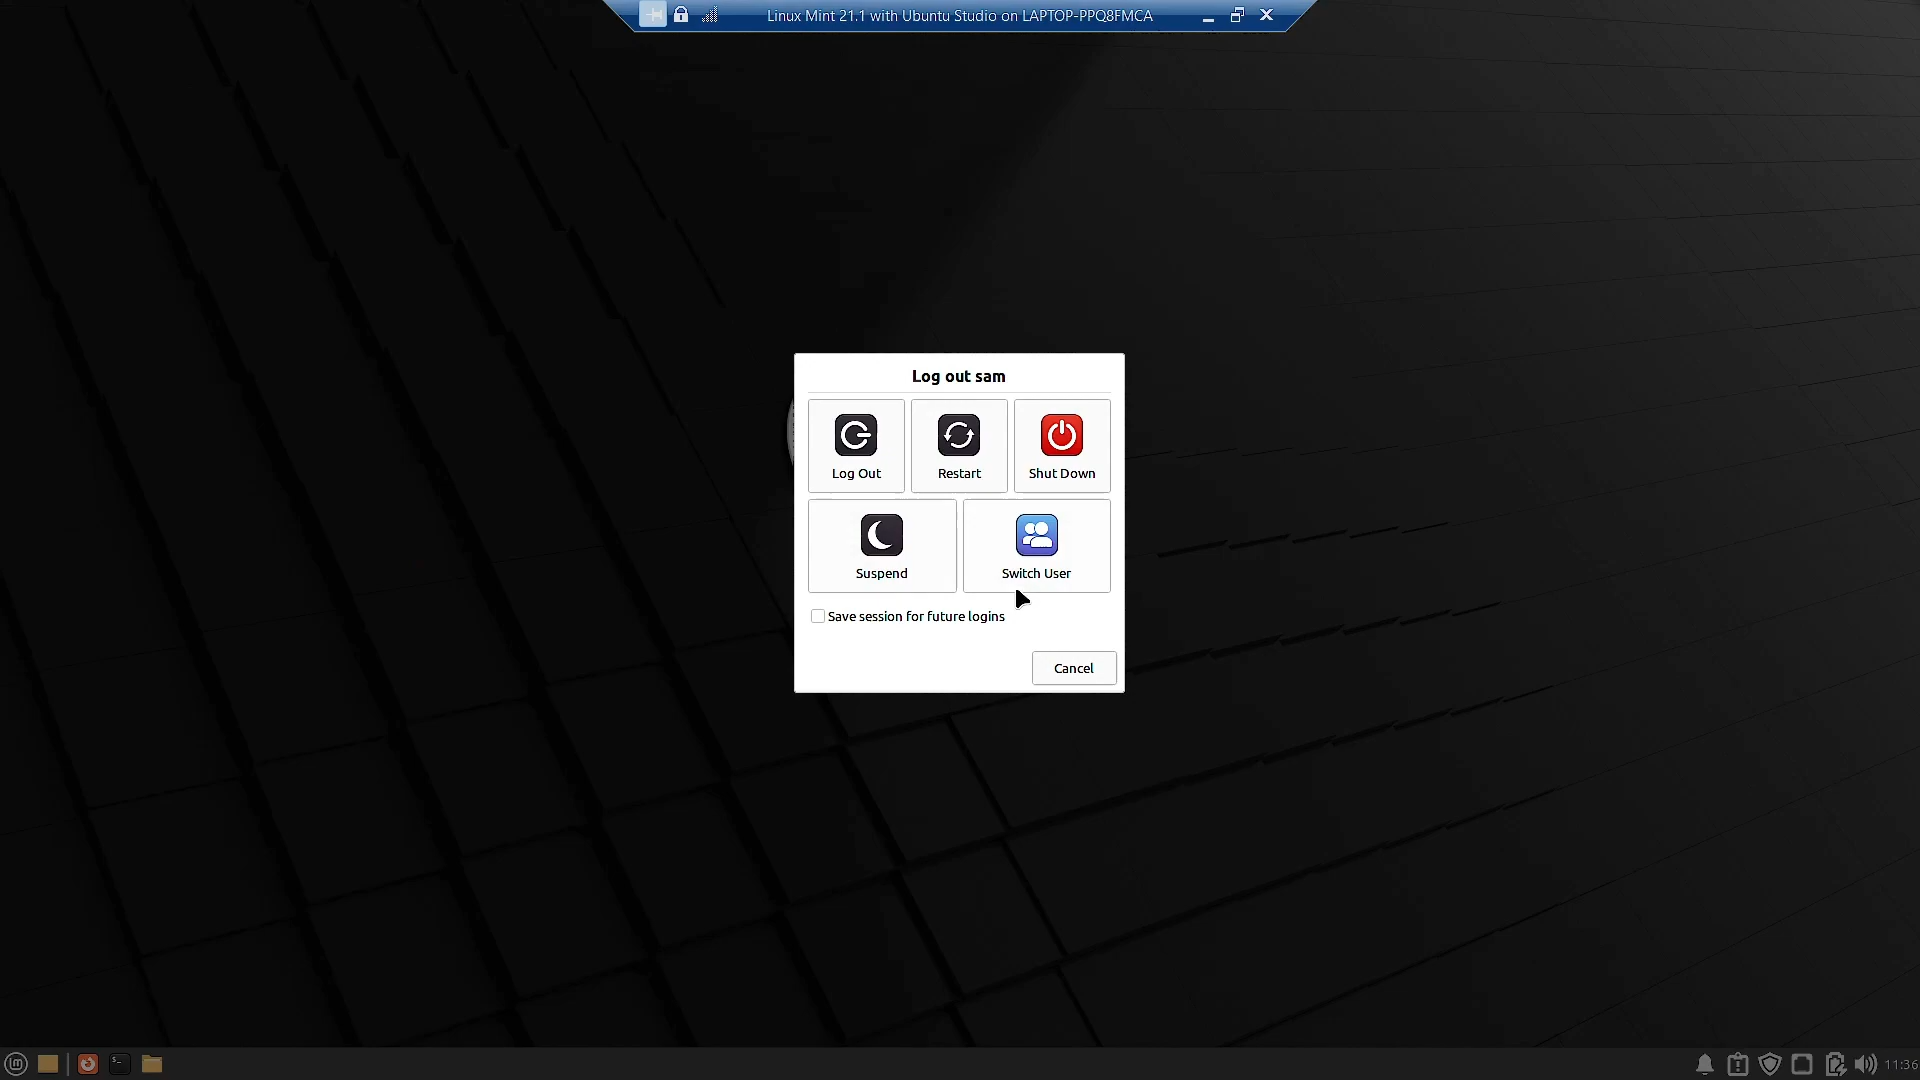 Linux Mint 21.1 with Ubuntu Studio on LAPTOP-PPQ8FMCA
Log out sam
Log Out
Restart
Shut Down
Suspend
Switch User
Save session for future logins
Cancel
11:36